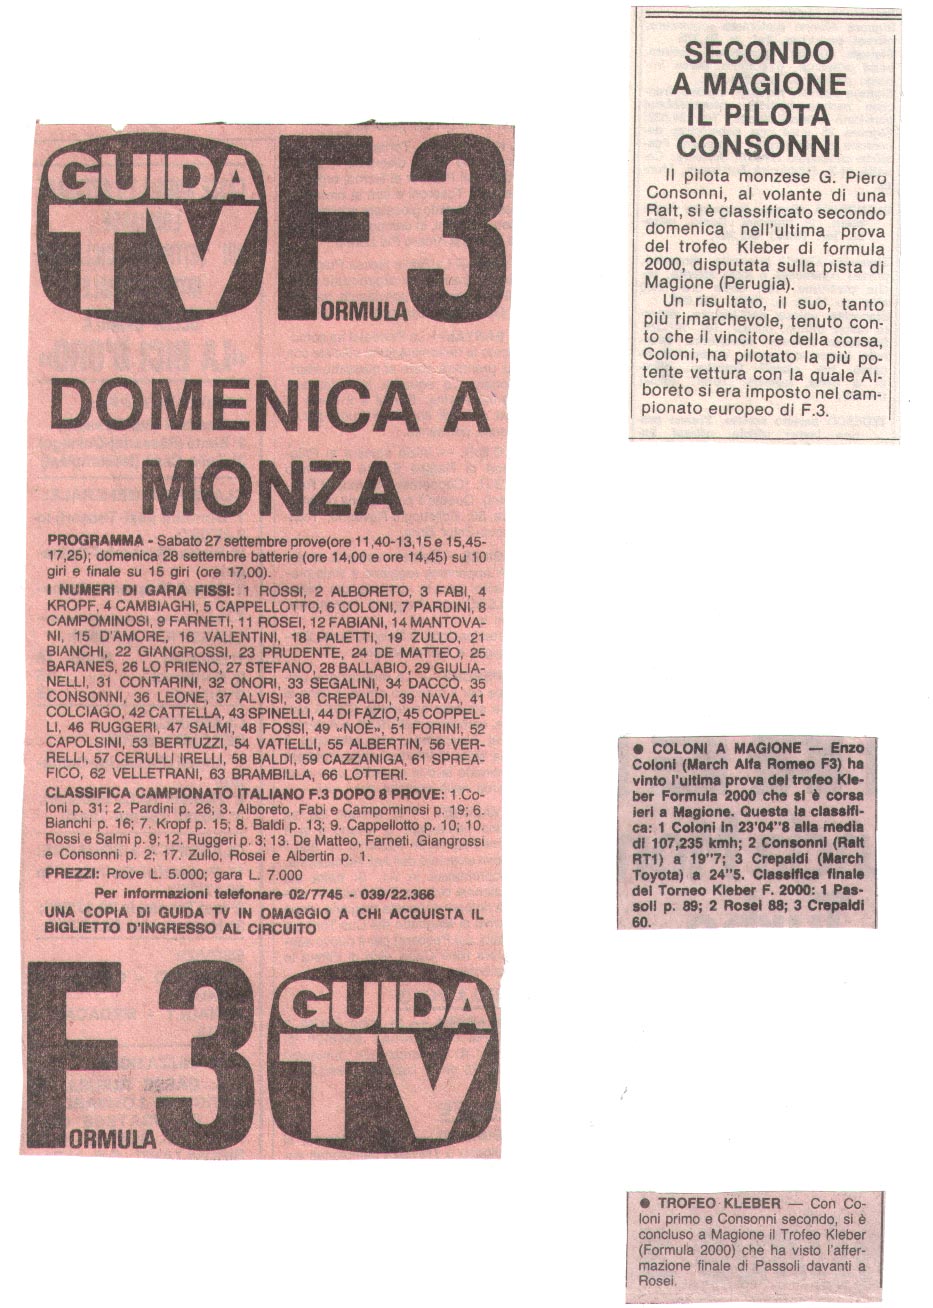 GUIDA
TV
F3
FORMULA
DOMENICA A
MONZA
PROGRAMMA - Sabato 27 settembre prove(ore 11,40-13,15 e 15,45-
17,25); domenica 28 settembre batterie (ore 14,00 e ore 14,45) su 10
giri e finale su 15 giri (ore 17,00).
I NUMERI DI GARA FISSI: 1 ROSSI, 2 ALBORETO, 3 FABI, 4
KROPF, 4 CAMBIAGHI, 5 CAPPELLOTTO, 6 COLONI, 7 PARDINI, 8
CAMPOMINOSI, 9 FARNETI, 11 ROSEI, 12 FABIANI, 14 MANTOVA-
NI, 15 D'AMORE, 16 VALENTINI, 18 PALETTI, 19 ZULLO, 21
BIANCHI, 22 GIANGROSSI, 23 PRUDENTE, 24 DE MATTEO, 25
BARANES, 26 LO PRIENO, 27 STEFANO, 28 BALLABIO, 29 GIULIA-
NELLI, 31 CONTARINI, 32 ONORI, 33 SEGALINI, 34 DACCÒ, 35
CONSONNI, 36 LEONE, 37 ALVISI, 38 CREPALDI, 39 NAVA, 41
COLCIAGO, 42 CATTELLA, 43 SPINELLI, 44 DI FAZIO, 45 COPPEL-
LI, 46 RUGGERI, 47 SALMI, 48 FOSSI, 49 «NOÈ», 51 FORINI, 52
CAPOLSINI, 53 BERTUZZI, 54 VATIELLI, 55 ALBERTIN, 56 VER-
RELLI, 57 CERULLI IRELLI, 58 BALDI, 59 CAZZANIGA, 61 SPREA-
FICO, 62 VELLETRANI, 63 BRAMBILLA, 66 LOTTERI.
CLASSIFICA CAMPIONATO ITALIANO F.3 DOPO 8 PROVE: 1.Co-
loni p. 31; 2. Pardini p. 26; 3. Alboreto, Fabi e Campominosi p. 19; 6.
Bianchi p. 16; 7. Kropf p. 15; 8. Baldi p. 13; 9. Cappellotto p. 10; 10.
Rossi e Salmi p. 9; 12. Ruggeri p. 3; 13. De Matteo, Farneti, Giangrossi
e Consonni p. 2; 17. Zullo, Rosei e Albertin p. 1.
PREZZI: Prove L. 5.000; gara L. 7.000
Per informazioni telefonare 02/7745 - 039/22.366
UNA COPIA DI GUIDA TV IN OMAGGIO A CHI ACQUISTA IL
BIGLIETTO D'INGRESSO AL CIRCUITO
F3
FORMULA
GUIDA
TV
SECONDO
A MAGIONE
IL PILOTA
CONSONNI
Il pilota monzese G. Piero
Consonni, al volante di una
Ralt, si è classificato secondo
domenica nell'ultima prova
del trofeo Kleber di formula
2000, disputata sulla pista di
Magione (Perugia).
Un risultato, il suo, tanto
più rimarchevole, tenuto con-
to che il vincitore della corsa,
Coloni, ha pilotato la più po-
tente vettura con la quale Al-
boreto si era imposto nel cam-
pionato europeo di F.3.
● COLONI A MAGIONE — Enzo
Coloni (March Alfa Romeo F3) ha
vinto l'ultima prova del trofeo Kle-
ber Formula 2000 che si è corsa
ieri a Magione. Questa la classifi-
ca: 1 Coloni in 23'04"8 alla media
di 107,235 kmh; 2 Consonni (Ralt
RT1) a 19"7; 3 Crepaldi (March
Toyota) a 24"5. Classifica finale
del Torneo Kleber F. 2000: 1 Pas-
soli p. 89; 2 Rosei 88; 3 Crepaldi
60.
● TROFEO KLEBER — Con Co-
loni primo e Consonni secondo, si è
concluso a Magione il Trofeo Kleber
(Formula 2000) che ha visto l'affer-
mazione finale di Passoli davanti a
Rosei.